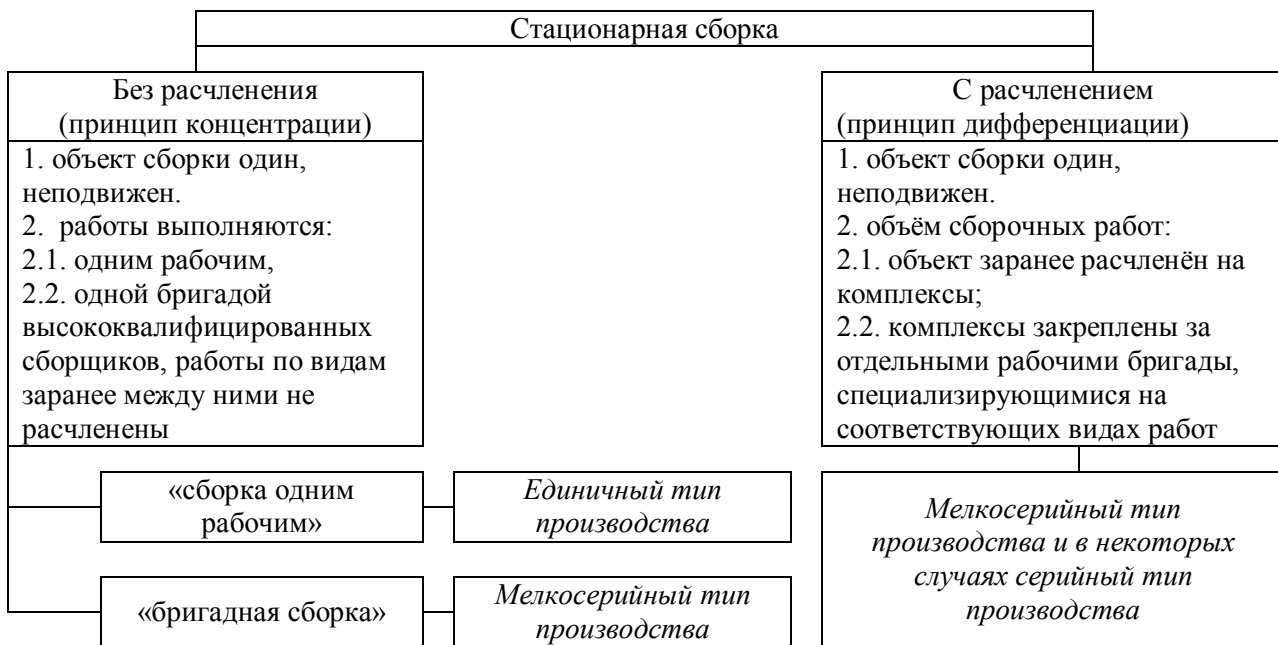 Стационарная сборка
Без расчленения
(принцип концентрации)
1. объект сборки один,
неподвижен.
2. работы выполняются:
2.1. одним рабочим,
2.2. одной бригадой
высококвалифицированных
сборщиков, работы по видам
заранее между ними не
расчленены
С расчленением
(принцип дифференциации)
1. объект сборки один,
неподвижен.
2. объём сборочных работ:
2.1. объект заранее расчленён на
комплексы;
2.2. комплексы закреплены за
отдельными рабочими бригады,
специализирующимися на
соответствующих видах работ
«сборка одним
рабочим»
Единичный тип
производства
«бригадная сборка»
Мелкосерийный тип
производства
Мелкосерийный тип
производства и в некоторых
случаях серийный тип
производства